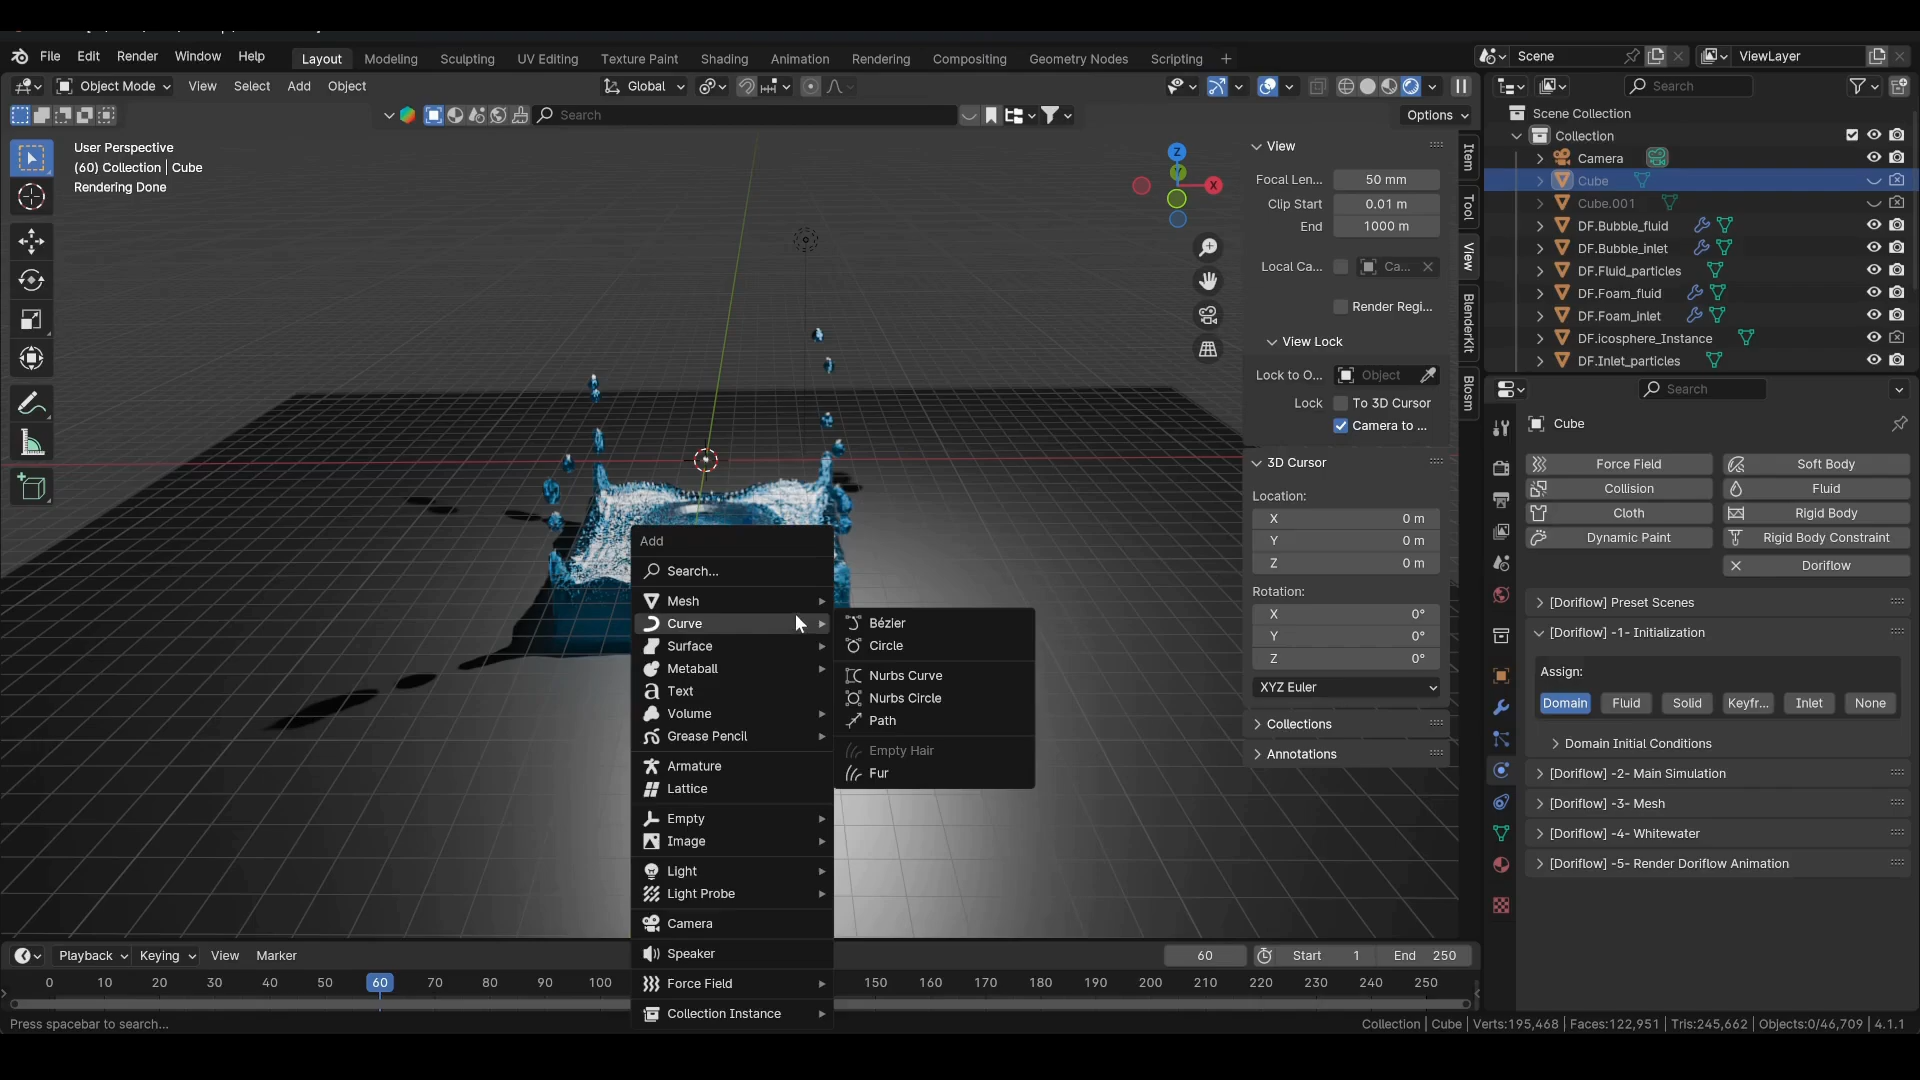 File Edit Render Window Help Layout Modeling Sculpting UV Editing Texture Paint Shading Animation Rendering Compositing Geometry Nodes Scripting + Scene ViewLayer
Object Mode View Select Add Object Global Search
Search Options
User Perspective
(60) Collection | Cube
Rendering Done
Z
Y
X
View
Focal Len... 50 mm
Clip Start 0.01 m
End 1000 m
Local Ca... Ca...
Render Regi...
View Lock
Lock to O... Object
Lock To 3D Cursor
Camera to ...
3D Cursor
Location:
X 0 m
Y 0 m
Z 0 m
Rotation:
X 0°
Y 0°
Z 0°
XYZ Euler
Collections
Annotations
Item
Tool
View
BlenderKit
Blosm
Scene Collection
Collection
Camera
Cube
Cube.001
DF.Bubble_fluid
DF.Bubble_inlet
DF.Fluid_particles
DF.Foam_fluid
DF.Foam_inlet
DF.icosphere_Instance
DF.Inlet_particles
Search
Cube
Force Field Soft Body
Collision Fluid
Cloth Rigid Body
Dynamic Paint Rigid Body Constraint
Doriflow
[Doriflow] Preset Scenes
[Doriflow] -1- Initialization
Assign:
Domain Fluid Solid Keyfr... Inlet None
Domain Initial Conditions
[Doriflow] -2- Main Simulation
[Doriflow] -3- Mesh
[Doriflow] -4- Whitewater
[Doriflow] -5- Render Doriflow Animation
Add
Search...
Mesh
Curve
Surface
Metaball
Text
Volume
Grease Pencil
Armature
Lattice
Empty
Image
Light
Light Probe
Camera
Speaker
Force Field
Collection Instance
Bézier
Circle
Nurbs Curve
Nurbs Circle
Path
Empty Hair
Fur
Playback Keying View Marker 60 Start 1 End 250
0 10 20 30 40 50 60 70 80 90 100 150 160 170 180 190 200 210 220 230 240 250
Press spacebar to search... Collection | Cube | Verts:195,468 | Faces:122,951 | Tris:245,662 | Objects:0/46,709 | 4.1.1